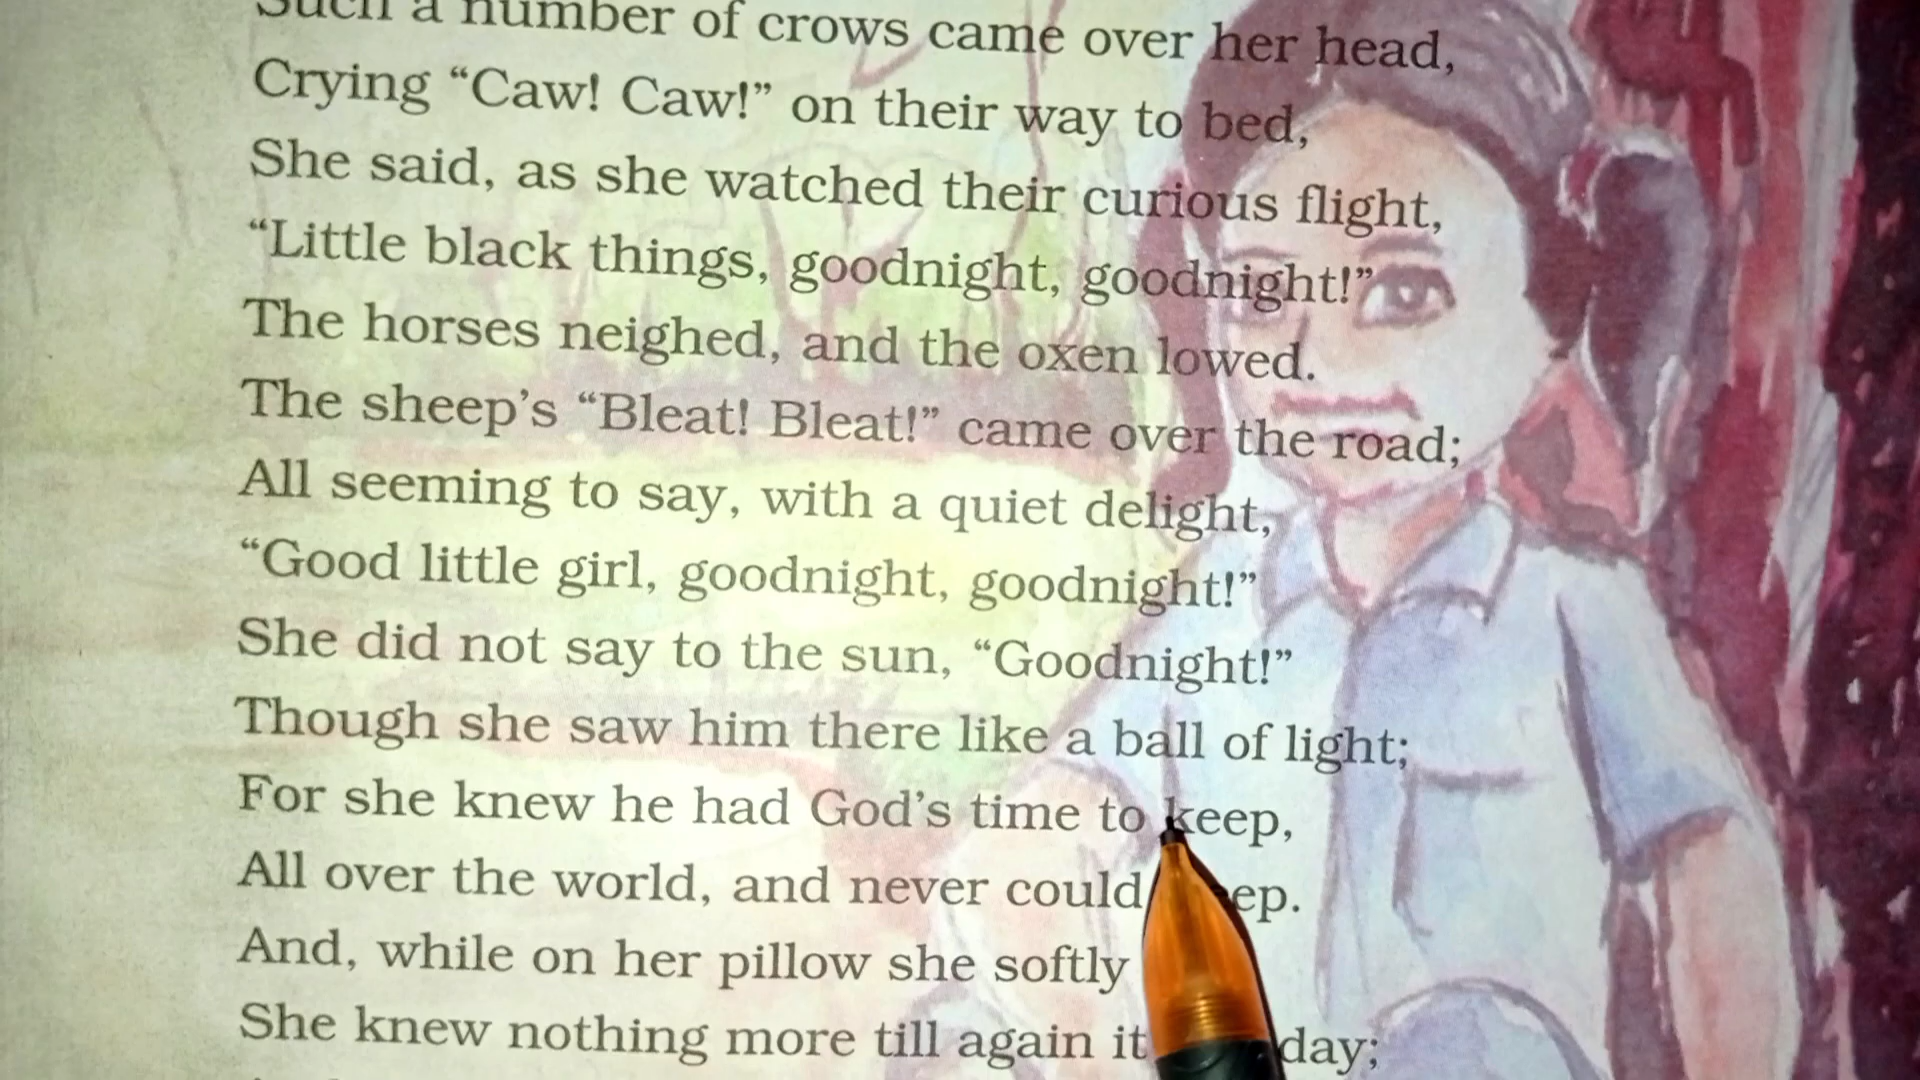 Such a number of crows came over her head,
Crying “Caw! Caw!” on their way to bed,
She said, as she watched their curious flight,
“Little black things, goodnight, goodnight!”
The horses neighed, and the oxen lowed.
The sheep’s “Bleat! Bleat!” came over the road;
All seeming to say, with a quiet delight,
“Good little girl, goodnight, goodnight!”
She did not say to the sun, “Goodnight!”
Though she saw him there like a ball of light;
For she knew he had God’s time to keep,
All over the world, and never could
And, while on her pillow she softly
She knew nothing more till again it day;